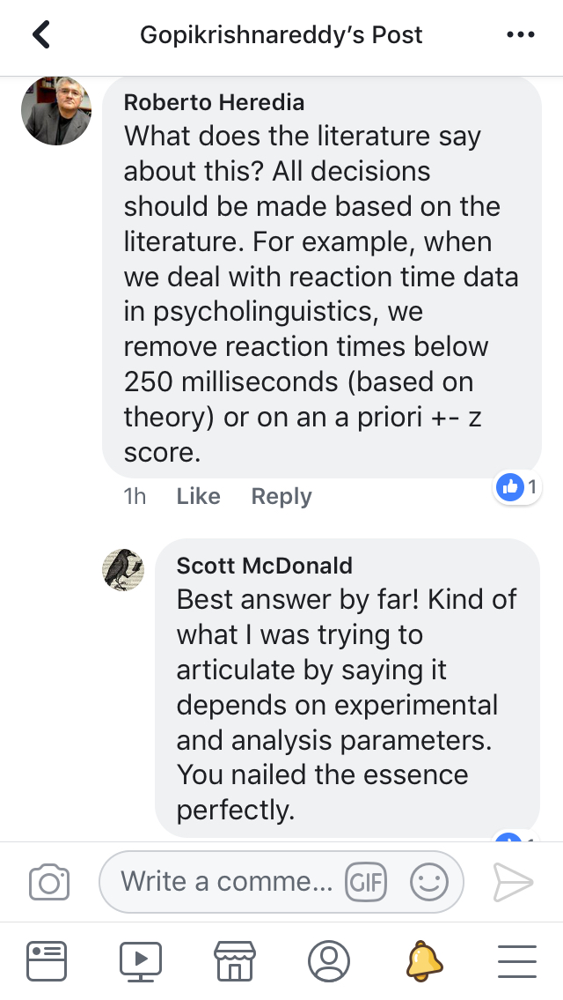 Gopikrishnareddy’s Post
Roberto Heredia
What does the literature say
about this? All decisions
should be made based on the
literature. For example, when
we deal with reaction time data
in psycholinguistics, we
remove reaction times below
250 milliseconds (based on
theory) or on an a priori +- z
score.
1h Like Reply 1
Scott McDonald
Best answer by far! Kind of
what I was trying to
articulate by saying it
depends on experimental
and analysis parameters.
You nailed the essence
perfectly.
Write a comme... GIF